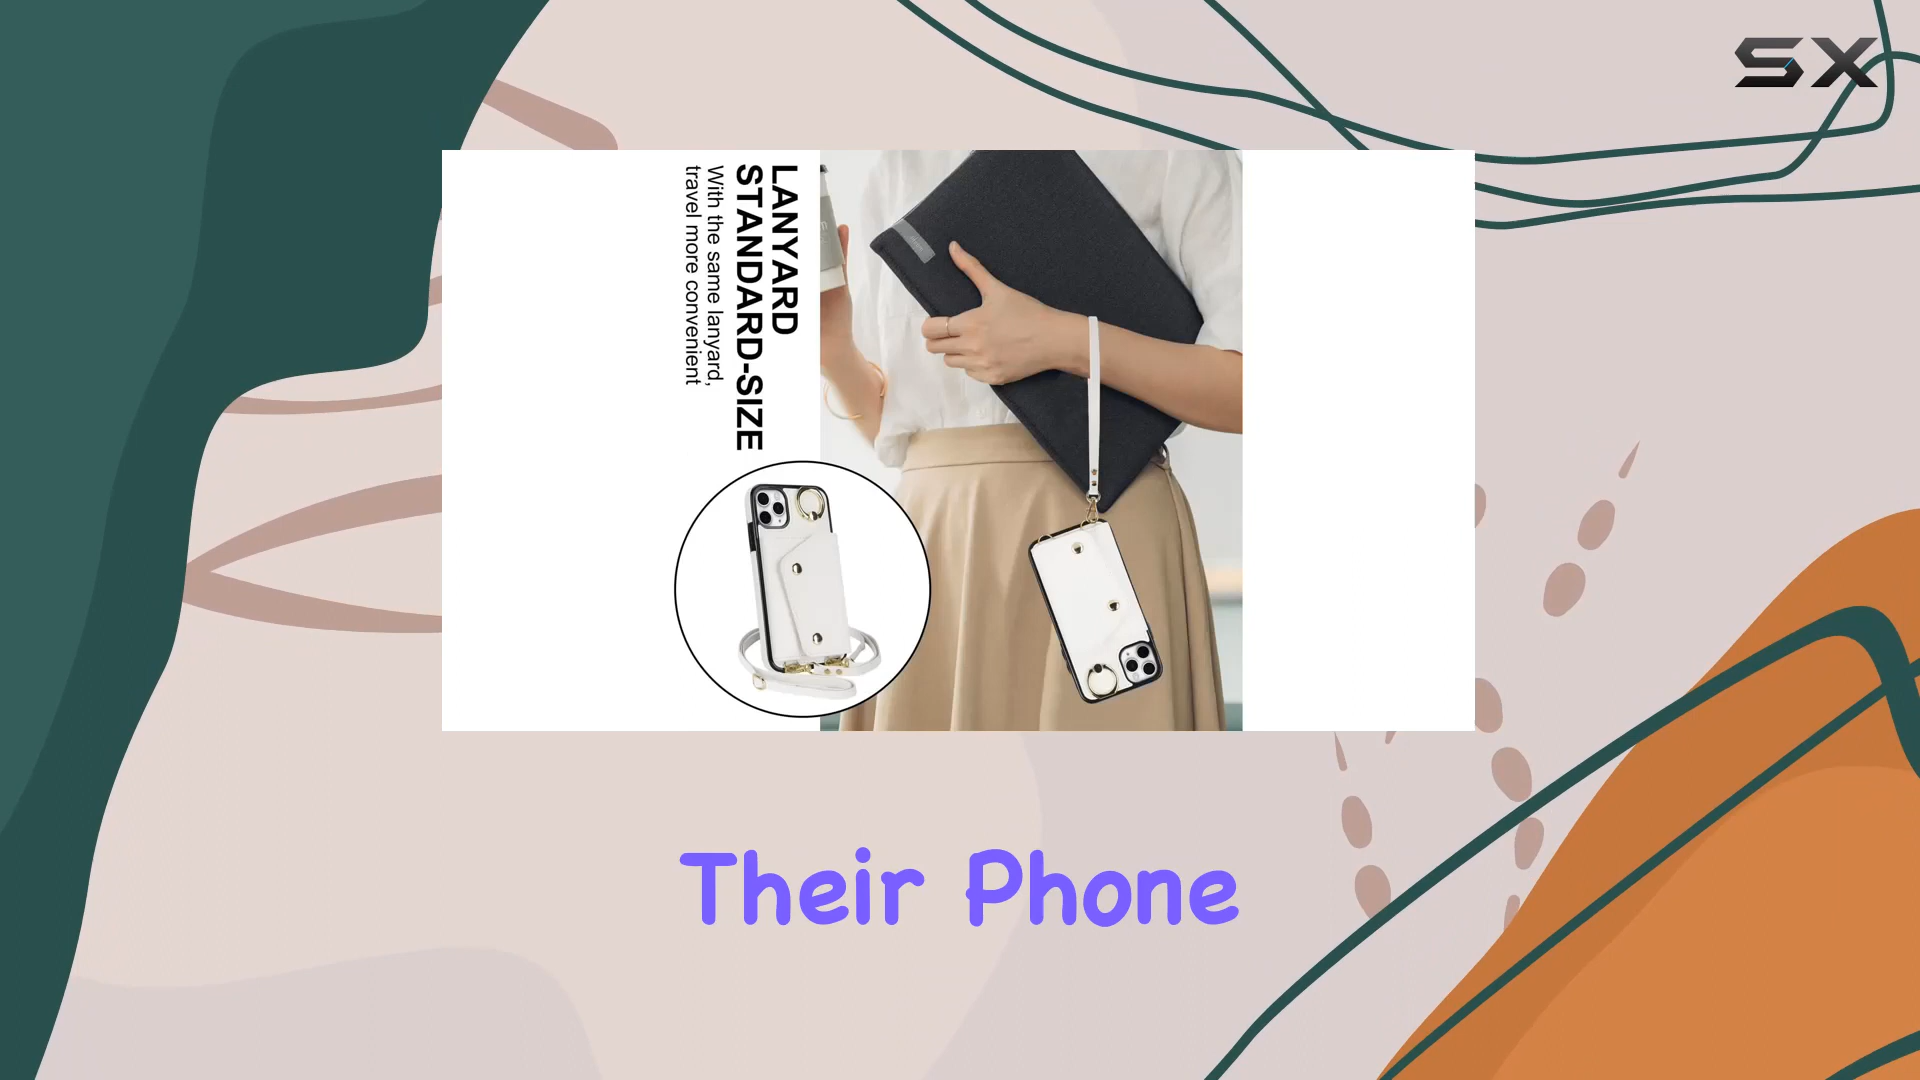 SX
LANYARD
STANDARD-SIZE
With the same lanyard,
travel more convenient
Their Phone